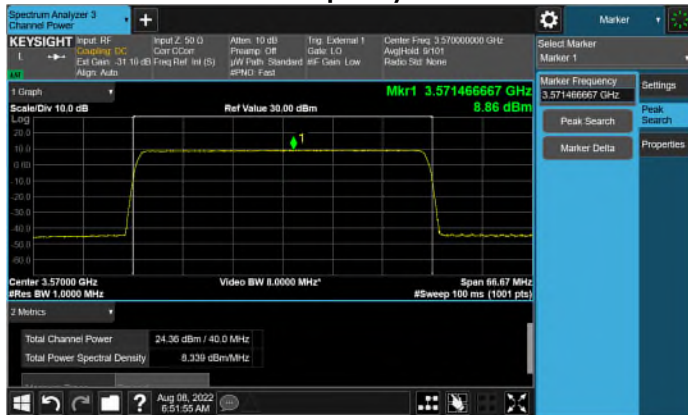 Spectrum Analyzer 3
Channel Power
+
Marker
KEYSIGHT
L
Input: RF
Coupling: DC
Ext Gain: -31.10 dB
Align: Auto
Input Z: 50 Ω
Corr CCorr
Freq Ref: Int (S)
Atten: 10 dB
Preamp: Off
µW Path: Standard
#PNO: Fast
Trig: External 1
Gate: LO
#IF Gain: Low
Center Freq: 3.570000000 GHz
Avg|Hold: 9/101
Radio Std: None
Select Marker
Marker 1
1 Graph
Mkr1 3.571466667 GHz
Scale/Div 10.0 dB
Ref Value 30.00 dBm
8.86 dBm
Log
20.0
10.0
0.00
-10.0
-20.0
-30.0
-40.0
-50.0
-60.0
1
Center 3.57000 GHz
Video BW 8.0000 MHz*
Span 66.67 MHz
#Res BW 1.0000 MHz
#Sweep 100 ms (1001 pts)
2 Metrics
Total Channel Power 24.36 dBm / 40.0 MHz
Total Power Spectral Density 8.339 dBm/MHz
Marker Frequency
3.571466667 GHz
Peak Search
Marker Delta
Settings
Peak
Search
Properties
?
Aug 08, 2022
6:51:55 AM